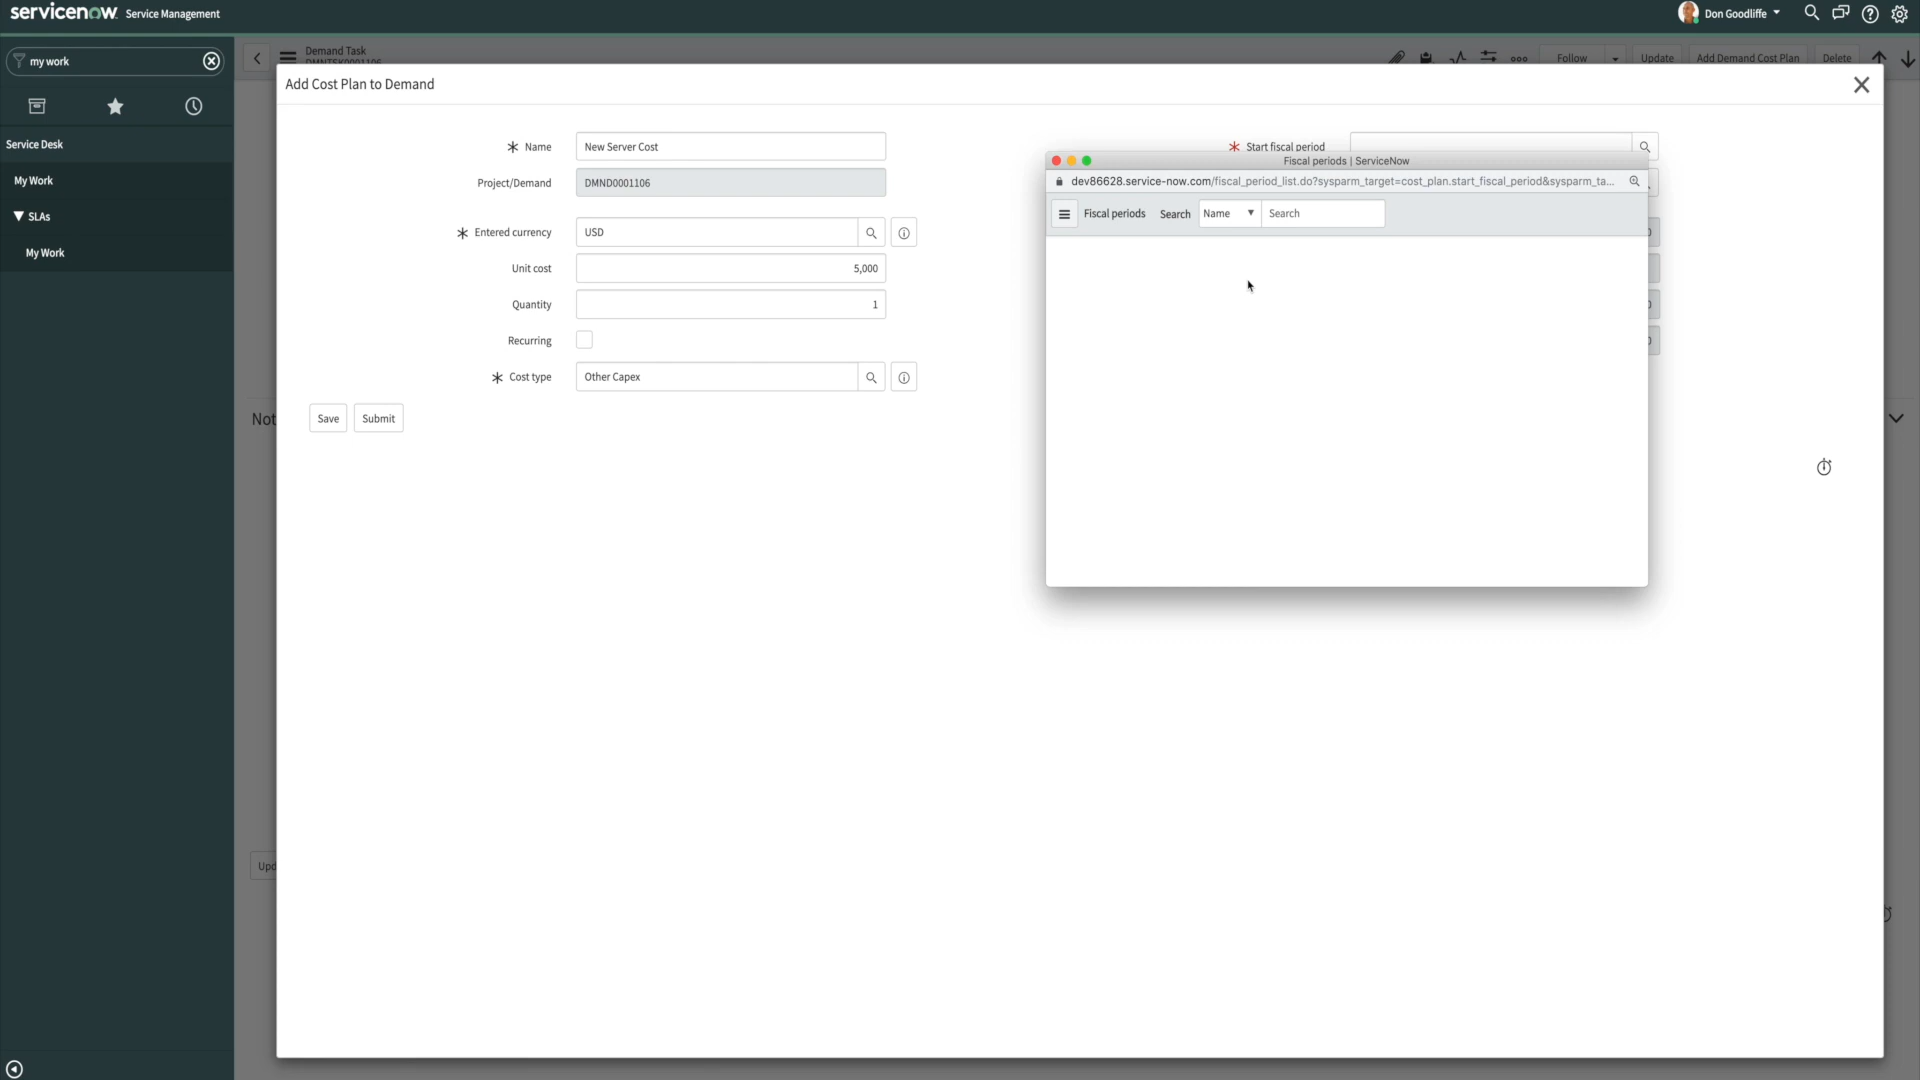 servicenow Service Management
Don Goodliffe
my work
Service Desk
My Work
SLAs
My Work
Demand Task
Follow
Update
Add Demand Cost Plan
Delete
Add Cost Plan to Demand
Name
New Server Cost
Project/Demand
DMND0001106
Entered currency
USD
Unit cost
5,000
Quantity
1
Recurring
Cost type
Other Capex
Save
Submit
Start fiscal period
Fiscal periods | ServiceNow
dev86628.service-now.com/fiscal_period_list.do?sysparm_target=cost_plan.start_fiscal_period&sysparm_ta...
Fiscal periods
Search
Name
Search
Not
Upd